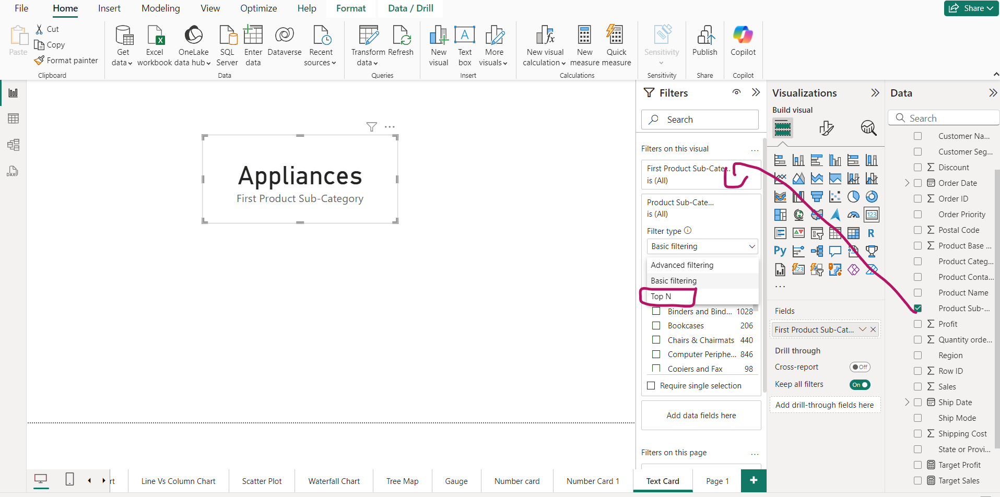 File Home Insert Modeling View Optimize Help Format Data / Drill Share
Paste Cut Copy Format painter
Get data Excel workbook OneLake data hub SQL Server Enter data Dataverse Recent sources
Transform data Refresh New visual Text box More visuals
New visual calculation New measure Quick measure Sensitivity Publish Copilot
Clipboard Data Queries Insert Calculations Sensitivity Share Copilot
DAX
Appliances
First Product Sub-Category
Filters
Search
Filters on this visual ...
First Product Sub-Cate...
is (All)
Product Sub-Cate...
is (All)
Filter type
Basic filtering
Advanced filtering
Basic filtering
Top N
Binders and Bind... 1028
Bookcases 206
Chairs & Chairmats 440
Computer Periphe... 846
Copiers and Fax 98
Require single selection
Add data fields here
Filters on this page ...
Visualizations
Build visual
123
R
Py
123
...
Fields
First Product Sub-Cat...
Drill through
Cross-report Off
Keep all filters On
Add drill-through fields here
Data
Search
Customer Na...
Customer Seg...
Σ Discount
Order Date
Σ Order ID
Order Priority
Σ Postal Code
Σ Product Base ...
Product Categ...
Product Conta...
Product Name
Product Sub-...
Σ Profit
Σ Quantity orde...
Region
Σ Row ID
Σ Sales
Ship Date
Ship Mode
Σ Shipping Cost
State or Provi...
Target Profit
Target Sales
rt Line Vs Column Chart Scatter Plot Waterfall Chart Tree Map Gauge Number card Number Card 1 Text Card Page 1 +